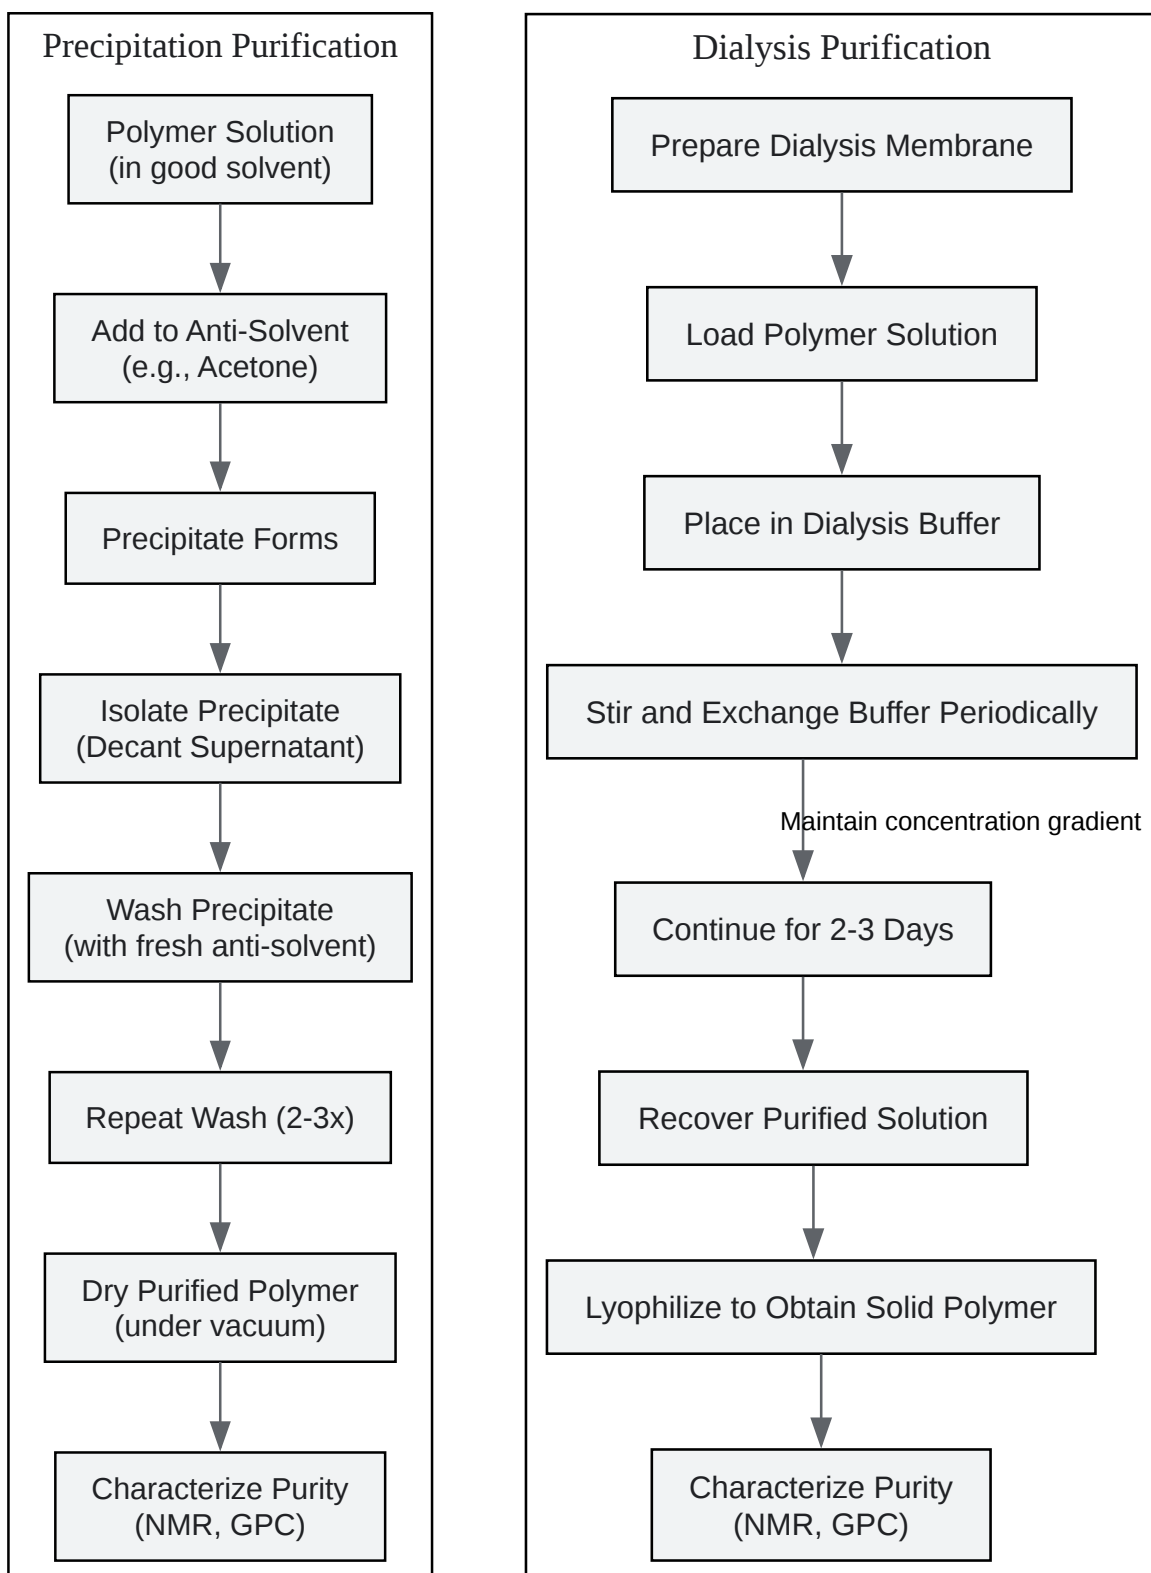 Precipitation Purification
Polymer Solution
(in good solvent)
Add to Anti-Solvent
(e.g., Acetone)
Precipitate Forms
Isolate Precipitate
(Decant Supernatant)
Wash Precipitate
(with fresh anti-solvent)
Repeat Wash (2-3x)
Dry Purified Polymer
(under vacuum)
Characterize Purity
(NMR, GPC)
Dialysis Purification
Prepare Dialysis Membrane
Load Polymer Solution
Place in Dialysis Buffer
Stir and Exchange Buffer Periodically
Maintain concentration gradient
Continue for 2-3 Days
Recover Purified Solution
Lyophilize to Obtain Solid Polymer
Characterize Purity
(NMR, GPC)